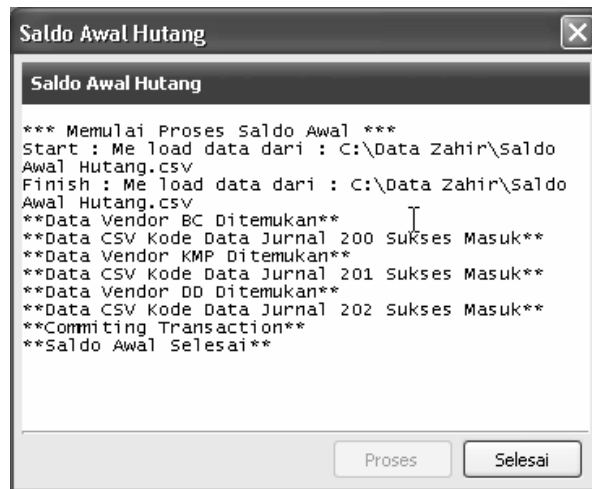 Saldo Awal Hutang
Saldo Awal Hutang
*** Memulai Proses Saldo Awal ***
Start : Me load data dari : C:\Data Zahir\Saldo
Awal Hutang.csv
Finish : Me load data dari : C:\Data Zahir\Saldo
Awal Hutang.csv
**Data Vendor BC Ditemukan**
**Data CSV Kode Data Jurnal 200 Sukses Masuk**
**Data Vendor KMP Ditemukan**
**Data CSV Kode Data Jurnal 201 Sukses Masuk**
**Data Vendor DD Ditemukan**
**Data CSV Kode Data Jurnal 202 Sukses Masuk**
**Commiting Transaction**
**Saldo Awal Selesai**
Proses
Selesai